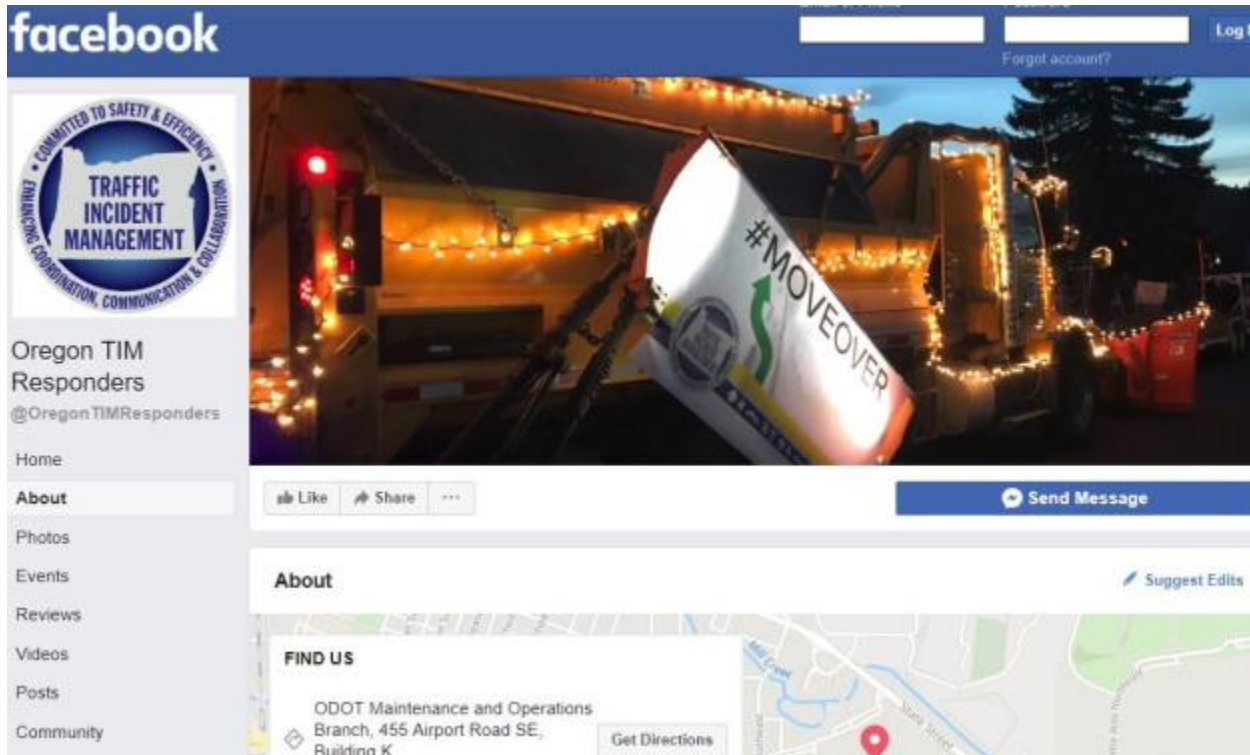 facebook
Log
Forgot account?
COMMITTED TO SAFETY & EFFICIENCY
ENHANCING COORDINATION, COMMUNICATION & COLLABORATION
TRAFFIC
INCIDENT
MANAGEMENT
#MOVEOVER
Oregon TIM
Responders
@OregonTIMResponders
Home
About
Photos
Events
Reviews
Videos
Posts
Community
Like
Share
Send Message
About
Suggest Edits
FIND US
ODOT Maintenance and Operations
Branch, 455 Airport Road SE,
Building K
Get Directions
Mill Creek
State Street